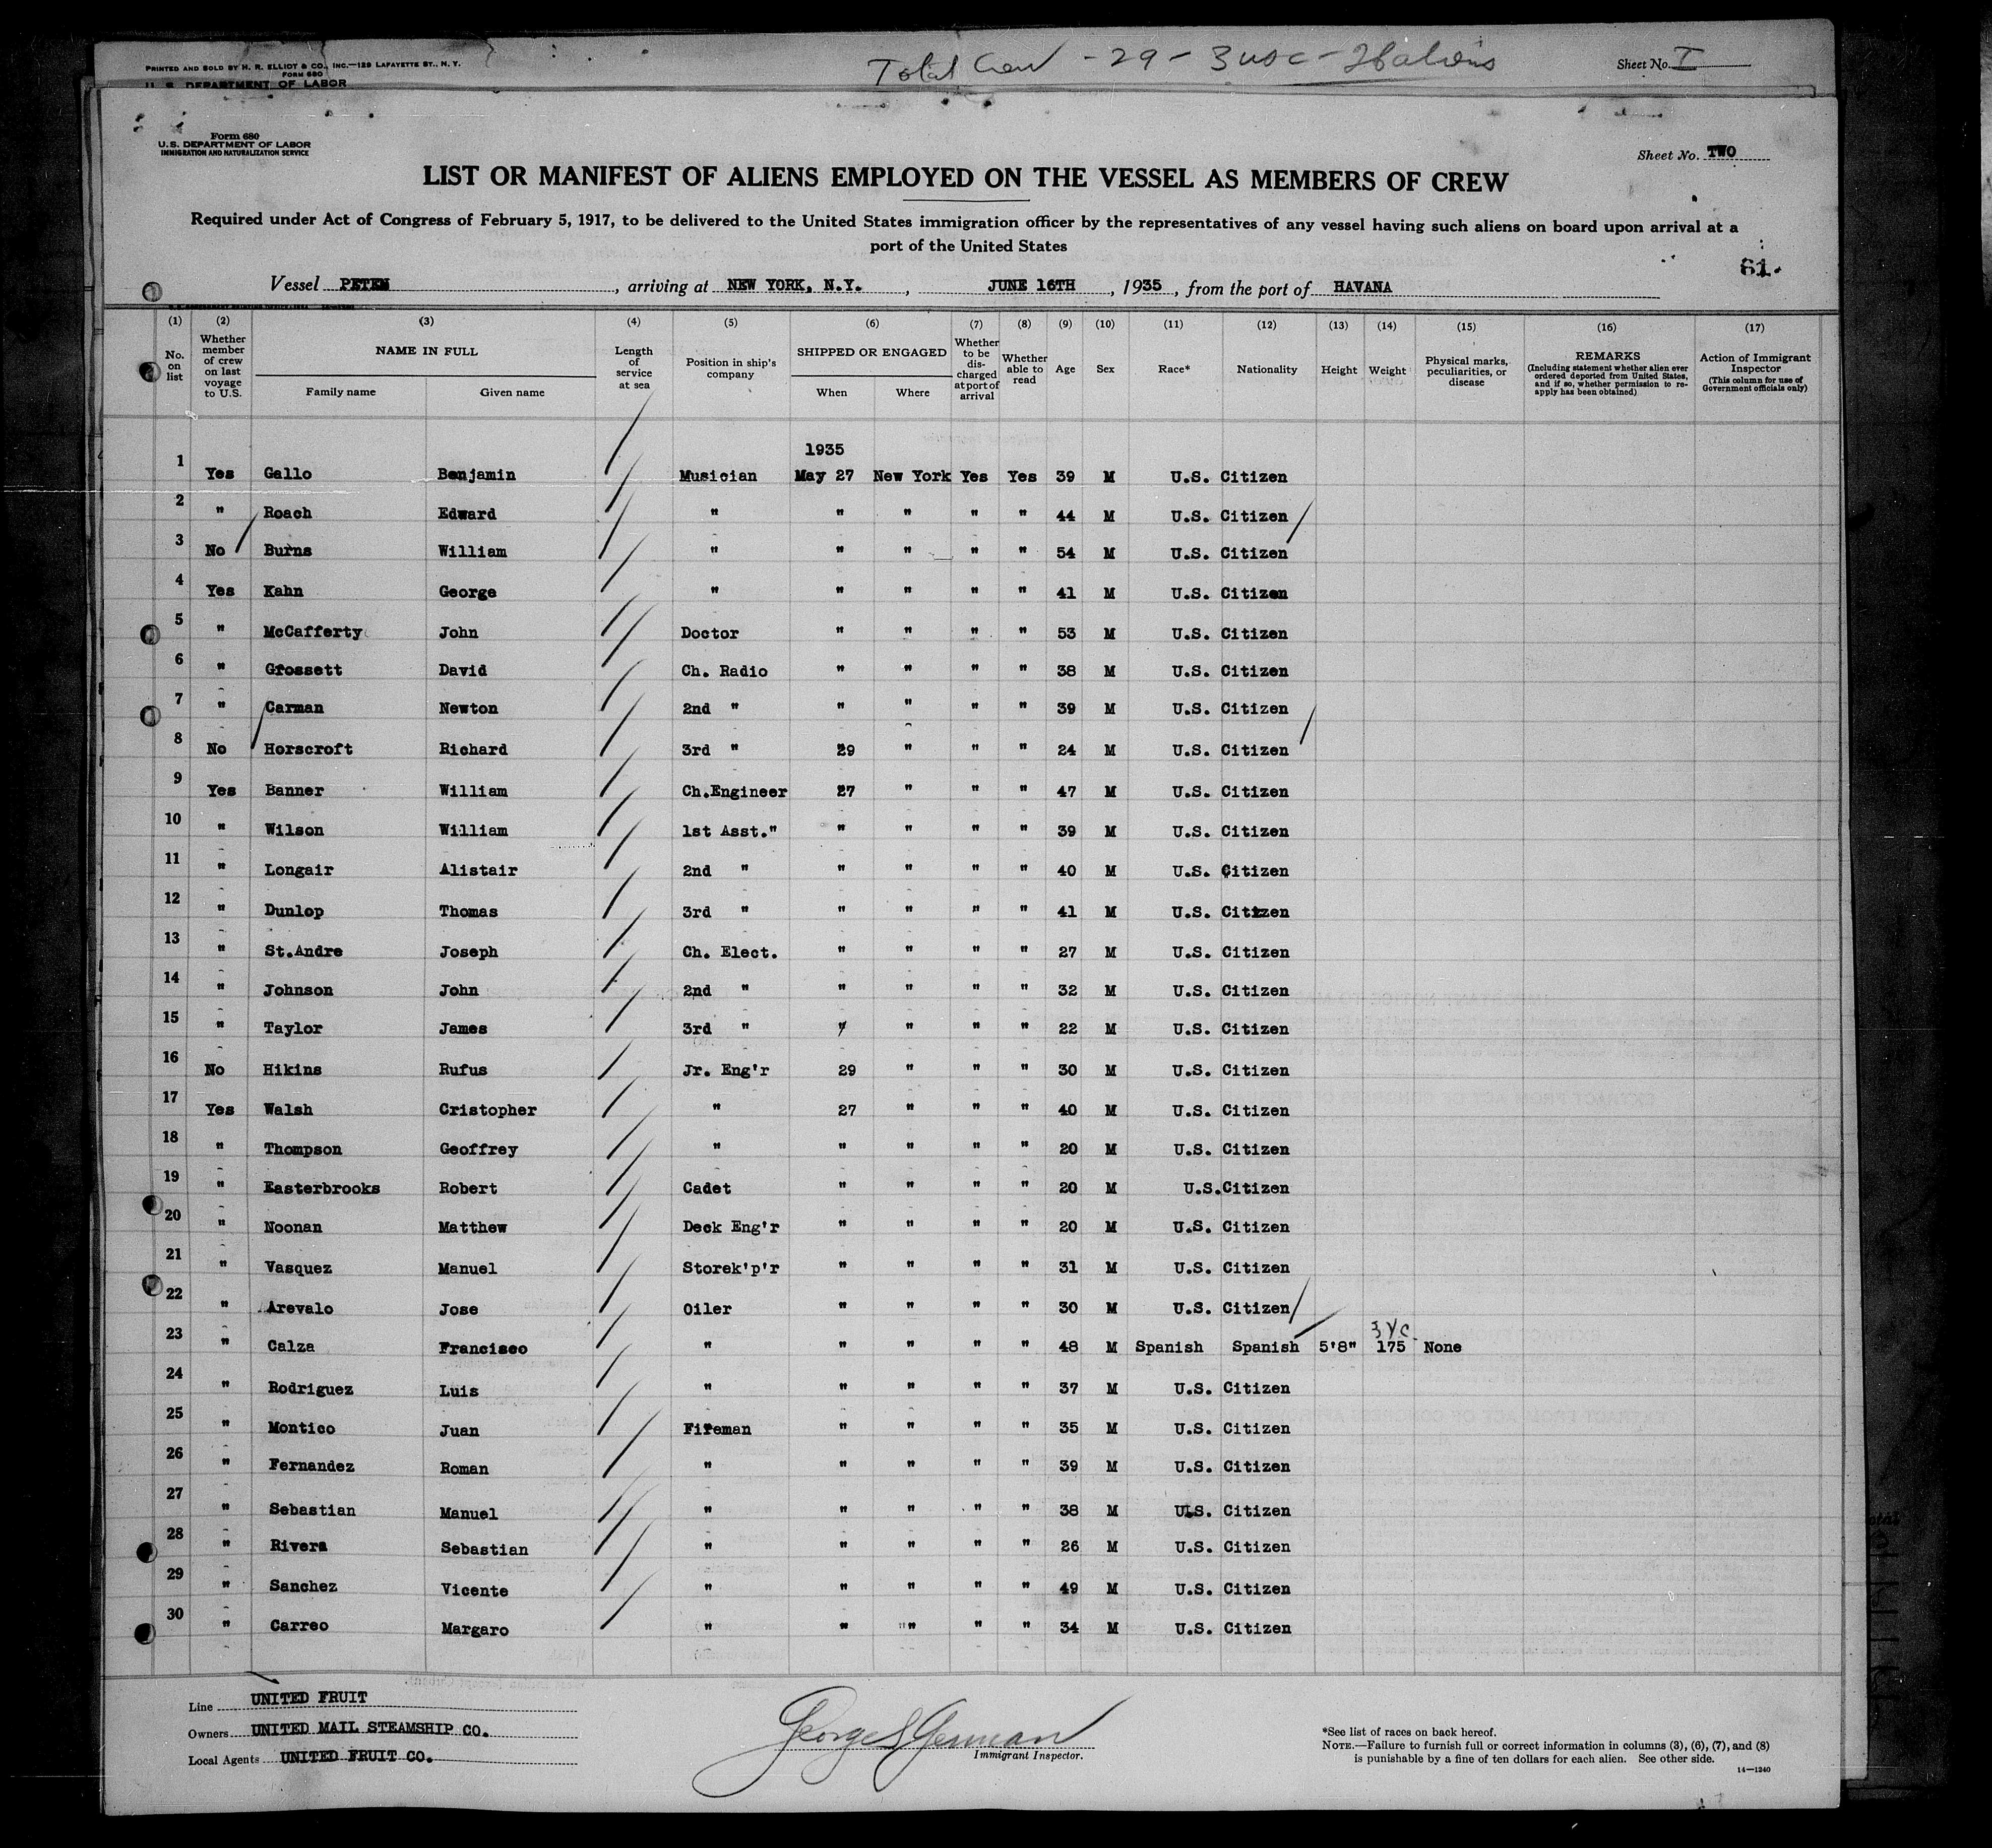 PRINTED AND SOLD BY H. R. ELLIOT & CO., INC.—129 LAFAYETTE ST., N. Y.
FORM 680
U. S. DEPARTMENT OF LABOR
Total Crew - 29 - 3 USC - 26 aliens
Sheet No. I
Form 680
U.S. DEPARTMENT OF LABOR
IMMIGRATION AND NATURALIZATION SERVICE
Sheet No. TWO
LIST OR MANIFEST OF ALIENS EMPLOYED ON THE VESSEL AS MEMBERS OF CREW
Required under Act of Congress of February 5, 1917, to be delivered to the United States immigration officer by the representatives of any vessel having such aliens on board upon arrival at a
port of the United States
61.
Vessel PETEN, arriving at NEW YORK, N.Y., JUNE 16TH, 1935, from the port of HAVANA
(1) (2) (3) (4) (5) (6) (7) (8) (9) (10) (11) (12) (13) (14) (15) (16) (17)
No. on list
Whether member of crew on last voyage to U.S.
NAME IN FULL
Family name Given name
Length of service at sea
Position in ship's company
SHIPPED OR ENGAGED
When Where
Whether to be discharged at port of arrival
Whether able to read
Age Sex Race* Nationality Height Weight
Physical marks, peculiarities, or disease
REMARKS
(Including statement whether alien ever ordered deported from United States, and if so, whether permission to reapply has been obtained)
Action of Immigrant Inspector
(This column for use of Government officials only)
1935
1 Yes Gallo Benjamin Musician May 27 New York Yes Yes 39 M U.S. Citizen
2 " Roach Edward " " " " " 44 M U.S. Citizen
3 No Burns William " " " " " 54 M U.S. Citizen
4 Yes Kahn George " " " " " 41 M U.S. Citizen
5 " McCafferty John Doctor " " " " 53 M U.S. Citizen
6 " Grossett David Ch. Radio " " " " 38 M U.S. Citizen
7 " Carman Newton 2nd " " " " " 39 M U.S. Citizen
8 No Horscroft Richard 3rd " 29 " " " 24 M U.S. Citizen
9 Yes Banner William Ch.Engineer 27 " " " 47 M U.S. Citizen
10 " Wilson William 1st Asst." " " " " 39 M U.S. Citizen
11 " Longair Alistair 2nd " " " " " 40 M U.S. Citizen
12 " Dunlop Thomas 3rd " " " " " 41 M U.S. Citizen
13 " St.Andre Joseph Ch. Elect. " " " " 27 M U.S. Citizen
14 " Johnson John 2nd " " " " " 32 M U.S. Citizen
15 " Taylor James 3rd " " " " " 22 M U.S. Citizen
16 No Hikins Rufus Jr. Eng'r 29 " " " 30 M U.S. Citizen
17 Yes Walsh Cristopher " 27 " " " 40 M U.S. Citizen
18 " Thompson Geoffrey " " " " " 20 M U.S. Citizen
19 " Easterbrooks Robert Cadet " " " " 20 M U.S.Citizen
20 " Noonan Matthew Deck Eng'r " " " " 20 M U.S. Citizen
21 " Vasquez Manuel Storek'p'r " " " " 31 M U.S. Citizen
22 " Arevalo Jose Oiler " " " " 30 M U.S. Citizen
23 " Calza Francisco " " " " " 48 M Spanish Spanish 5'8" 175 None
24 " Rodriguez Luis " " " " " 37 M U.S. Citizen
25 " Montico Juan Fireman " " " " 35 M U.S. Citizen
26 " Fernandez Roman " " " " " 39 M U.S. Citizen
27 " Sebastian Manuel " " " " " 38 M U.S. Citizen
28 " Rivera Sebastian " " " " " 26 M U.S. Citizen
29 " Sanchez Vicente " " " " " 49 M U.S. Citizen
30 " Carreo Margaro " " " " " 34 M U.S. Citizen
Line UNITED FRUIT
Owners UNITED MAIL STEAMSHIP CO.
Local Agents UNITED FRUIT CO.
George German
Immigrant Inspector.
*See list of races on back hereof.
NOTE.—Failure to furnish full or correct information in columns (3), (6), (7), and (8)
is punishable by a fine of ten dollars for each alien. See other side.
14—1240